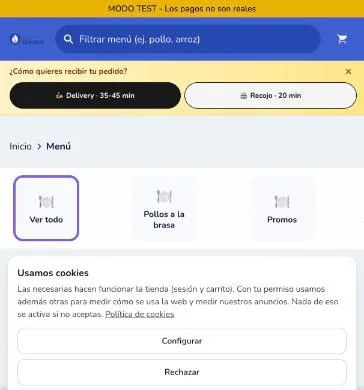 MODO TEST - Los pagos no son reales
Filtrar menú (ej. pollo, arroz)
¿Cómo quieres recibir tu pedido?
Delivery · 35-45 min
Recojo · 20 min
Inicio > Menú
Ver todo
Pollos a la
brasa
Promos
Usamos cookies
Las necesarias hacen funcionar la tienda (sesión y carrito). Con tu permiso usamos
además otras para medir cómo se usa la web y medir nuestros anuncios. Nada de eso
se activa si no aceptas. Política de cookies
Configurar
Rechazar